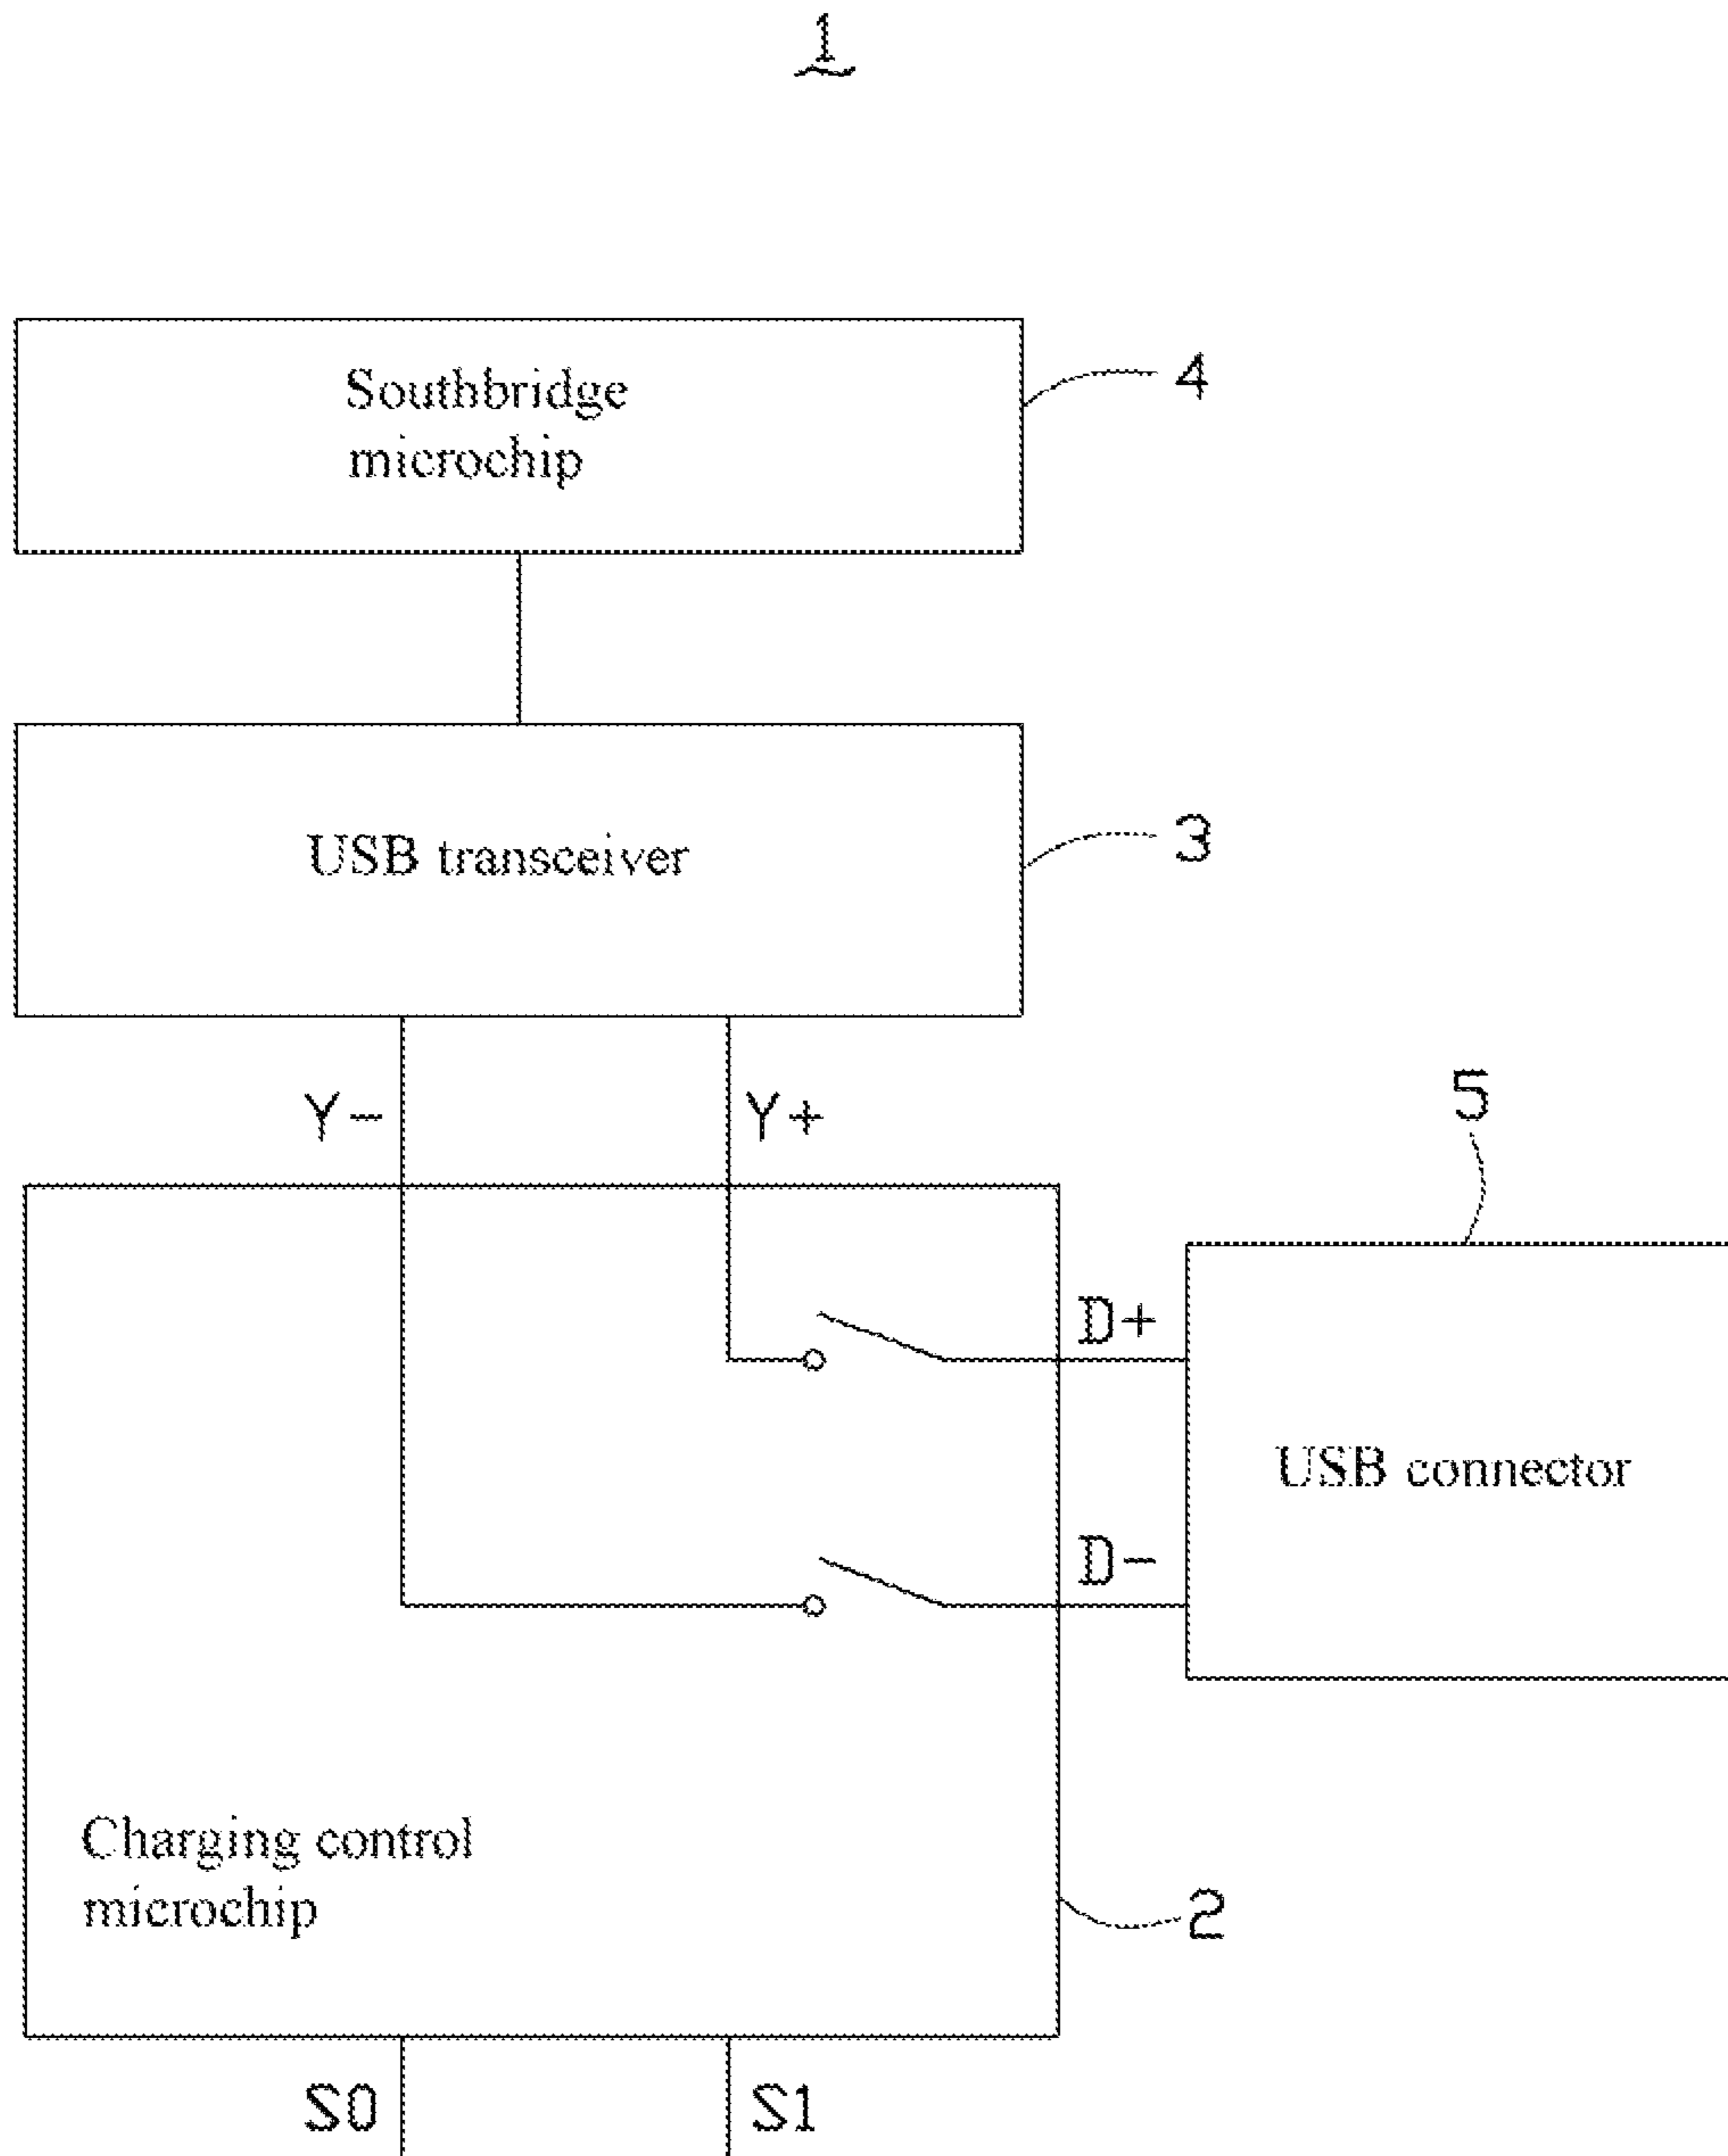 1
Southbridge
microchip
4
USB transceiver
3
Y-
Y+
5
D+
USB connector
D-
Charging control
microchip
2
S0
S1